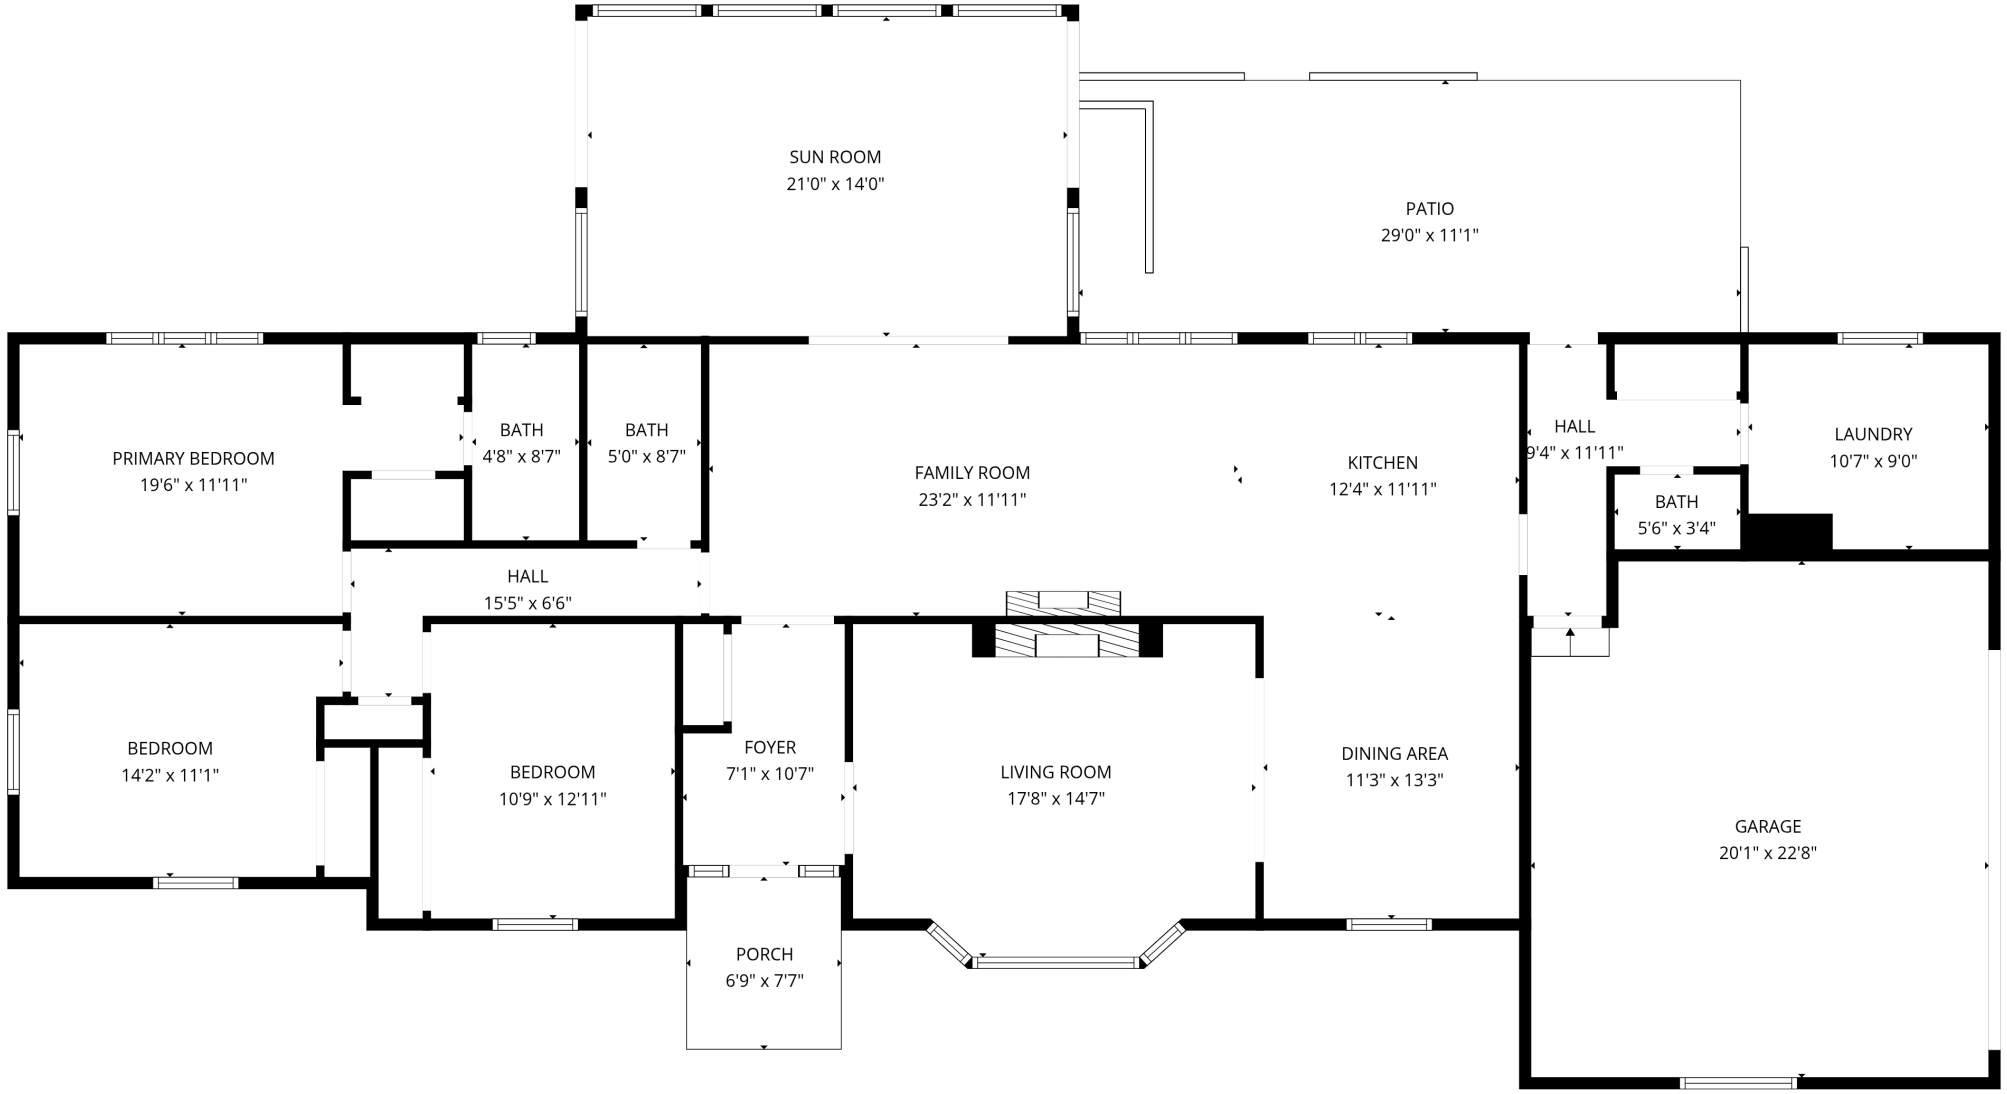 SUN ROOM
21'0" x 14'0"
PATIO
29'0" x 11'1"
PRIMARY BEDROOM
19'6" x 11'11"
BATH
4'8" x 8'7"
BATH
5'0" x 8'7"
FAMILY ROOM
23'2" x 11'11"
KITCHEN
12'4" x 11'11"
HALL
9'4" x 11'11"
LAUNDRY
10'7" x 9'0"
BATH
5'6" x 3'4"
HALL
15'5" x 6'6"
BEDROOM
14'2" x 11'1"
BEDROOM
10'9" x 12'11"
FOYER
7'1" x 10'7"
LIVING ROOM
17'8" x 14'7"
DINING AREA
11'3" x 13'3"
GARAGE
20'1" x 22'8"
PORCH
6'9" x 7'7"